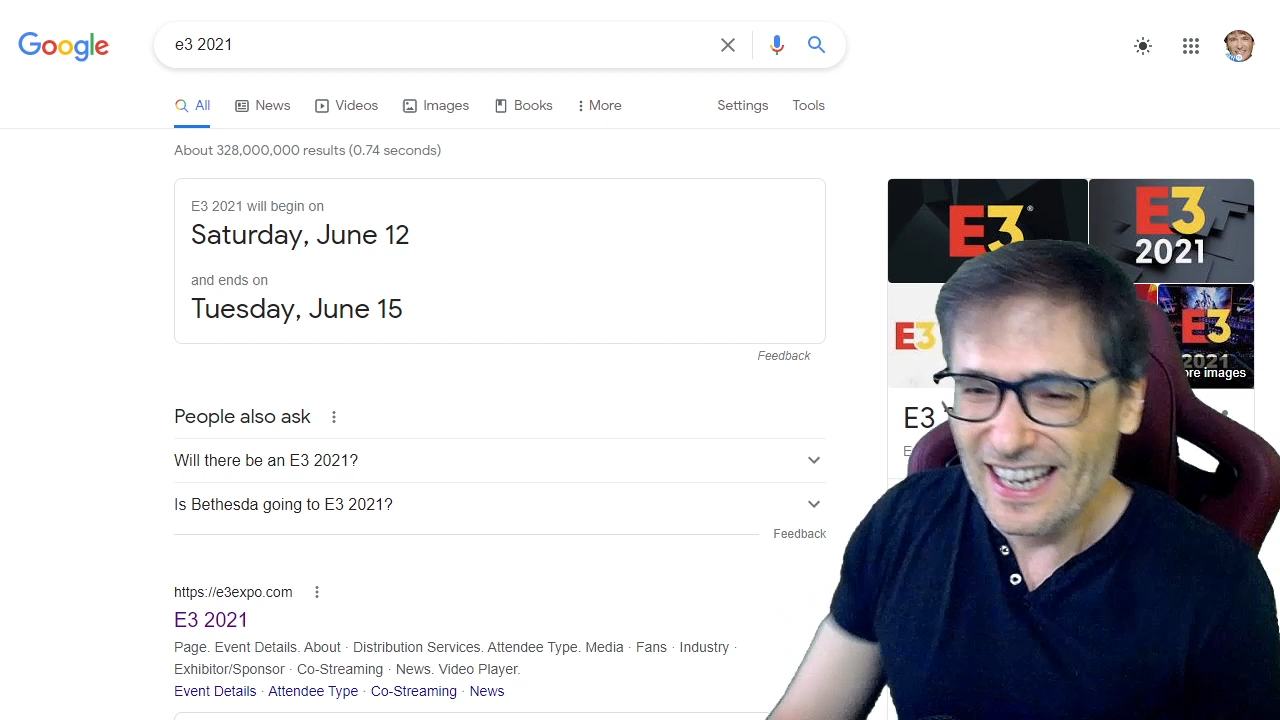 Google
e3 2021
All
News
Videos
Images
Books
More
Settings
Tools
About 328,000,000 results (0.74 seconds)
E3 2021 will begin on
Saturday, June 12
and ends on
Tuesday, June 15
Feedback
People also ask
Will there be an E3 2021?
Is Bethesda going to E3 2021?
Feedback
https://e3expo.com
E3 2021
Page. Event Details. About · Distribution Services. Attendee Type. Media · Fans · Industry ·
Exhibitor/Sponsor · Co-Streaming · News. Video Player.
Event Details · Attendee Type · Co-Streaming · News
E3®
E3
2021
E3
E3
2021
images
E3